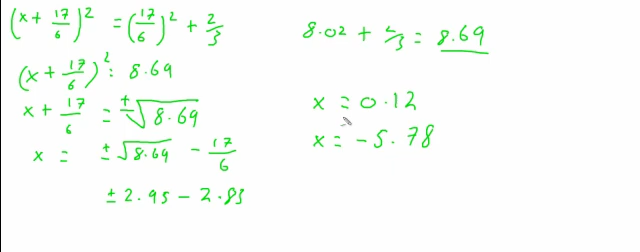 (x + 17/6)² = (17/6)² + 2/3
(x + 17/6)² = 8.69
x + 17/6 = ±√8.69
x = ±√8.69 - 17/6
± 2.95 - 2.83
8.02 + 2/3 = 8.69
x = 0.12
x = -5.78